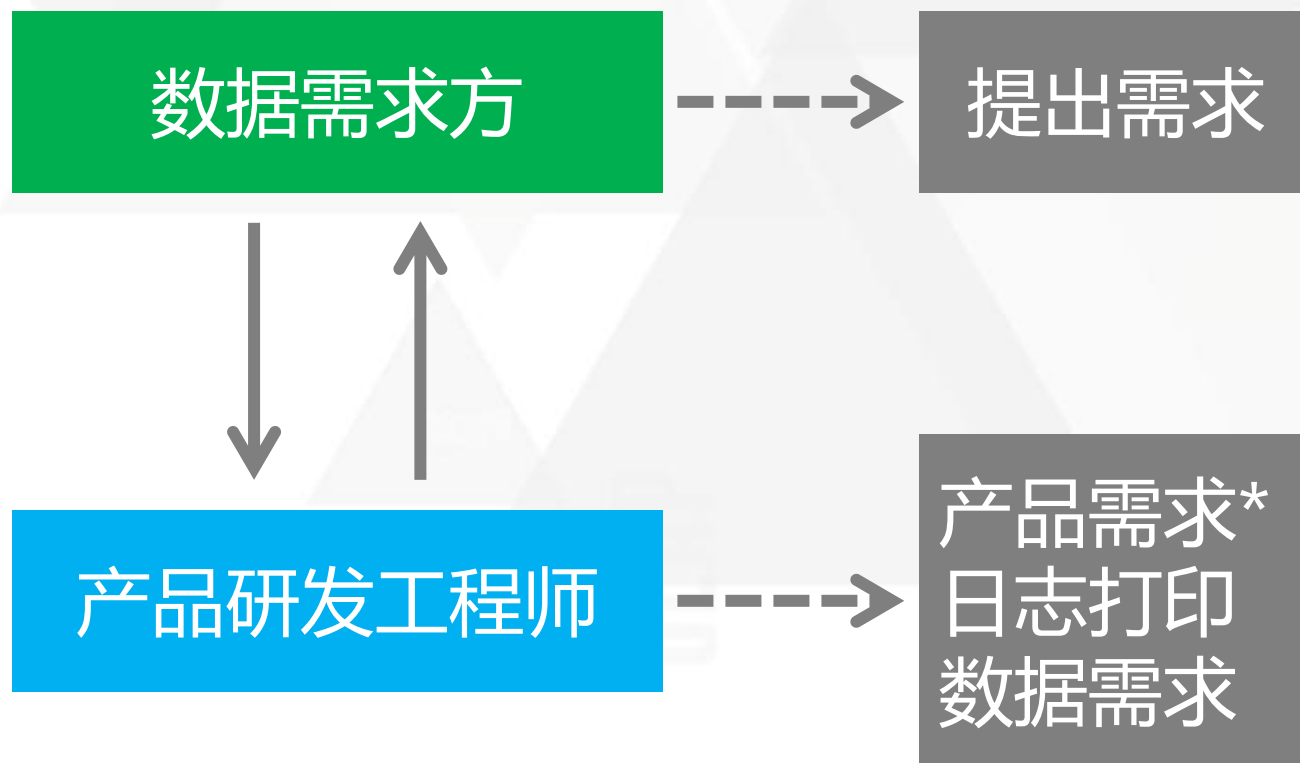 数据需求方
提出需求
产品研发工程师
产品需求*
日志打印
数据需求